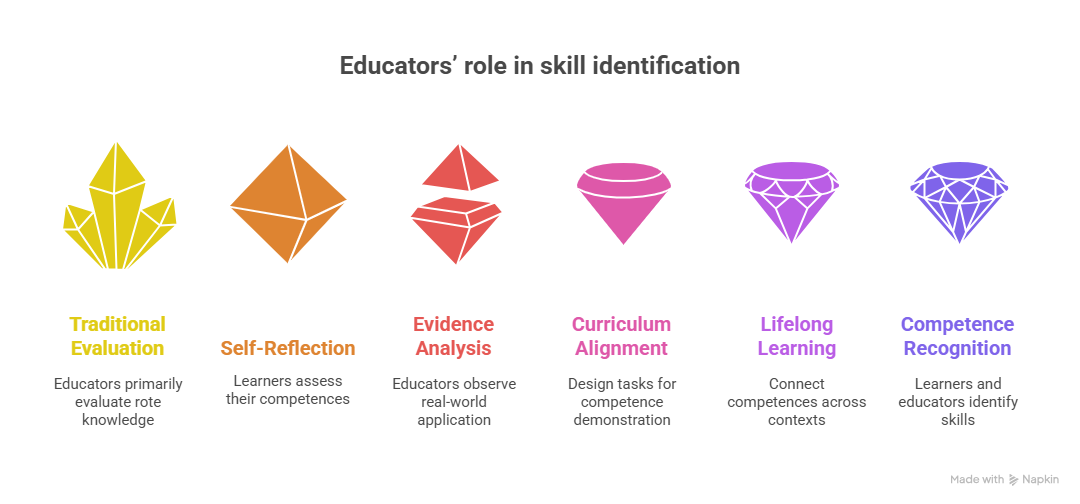 Educators’ role in skill identification
Traditional
Evaluation
Educators primarily
evaluate rote
knowledge
Self-Reflection
Learners assess
their competences
Evidence
Analysis
Educators observe
real-world
application
Curriculum
Alignment
Design tasks for
competence
demonstration
Lifelong
Learning
Connect
competences across
contexts
Competence
Recognition
Learners and
educators identify
skills
Made with Napkin